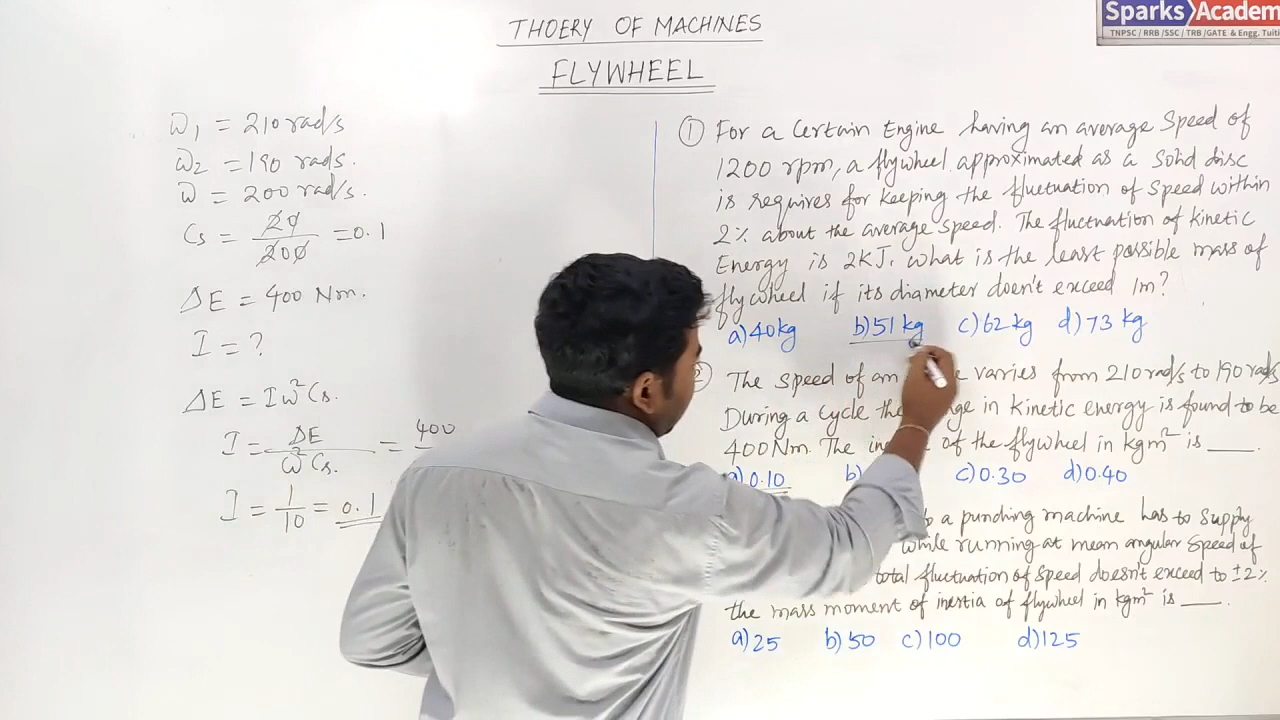 Sparks Academ
TNPSC / RRB / SSC / TRB / GATE & Engg. Tuiti
THOERY OF MACHINES
FLYWHEEL
ω1 = 210 rad/s
ω2 = 190 rad/s.
ω = 200 rad/s.
Cs = 20/200 = 0.1
ΔE = 400 Nm.
I = ?
ΔE = Iω²Cs.
I = ΔE/ω²Cs. = 400
I = 1/10 = 0.1
① For a Certain Engine having an average Speed of
1200 rpm, a flywheel approximated as a solid disc
is requires for keeping the fluctuation of Speed within
2% about the average speed. The fluctuation of kinetic
Energy is 2KJ. what is the least possible mass of
flywheel if its diameter doesn't exceed 1m?
a) 40kg b) 51 kg c) 62 kg d) 73 kg
② The speed of an e varies from 210 rad/s to 190 rad/s
During a cycle the nge in kinetic energy is found to be
400Nm. The in of the flywheel in kgm² is ____.
a) 0.10 b) c) 0.30 d) 0.40
a punching machine has to supply
while running at mean angular speed of
total fluctuation of speed doesn't exceed to ±2%
the mass moment of inertia of flywheel in kgm² is ____.
a) 25 b) 50 c) 100 d) 125